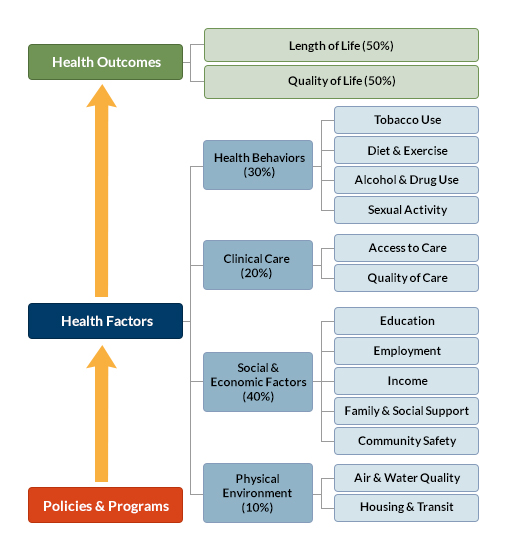 Health Outcomes
Length of Life (50%)
Quality of Life (50%)
Health Behaviors
(30%)
Tobacco Use
Diet & Exercise
Alcohol & Drug Use
Sexual Activity
Clinical Care
(20%)
Access to Care
Quality of Care
Health Factors
Social &
Economic Factors
(40%)
Education
Employment
Income
Family & Social Support
Community Safety
Physical
Environment
(10%)
Air & Water Quality
Housing & Transit
Policies & Programs